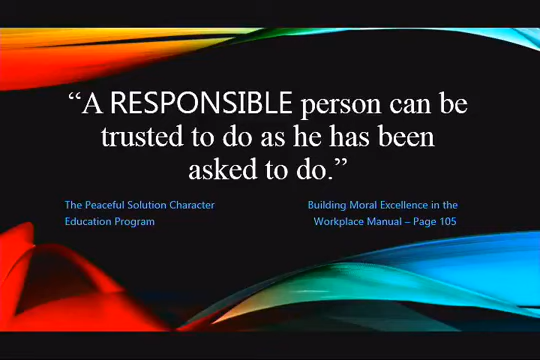 “A RESPONSIBLE person can be
trusted to do as he has been
asked to do.”
The Peaceful Solution Character
Education Program
Building Moral Excellence in the
Workplace Manual – Page 105